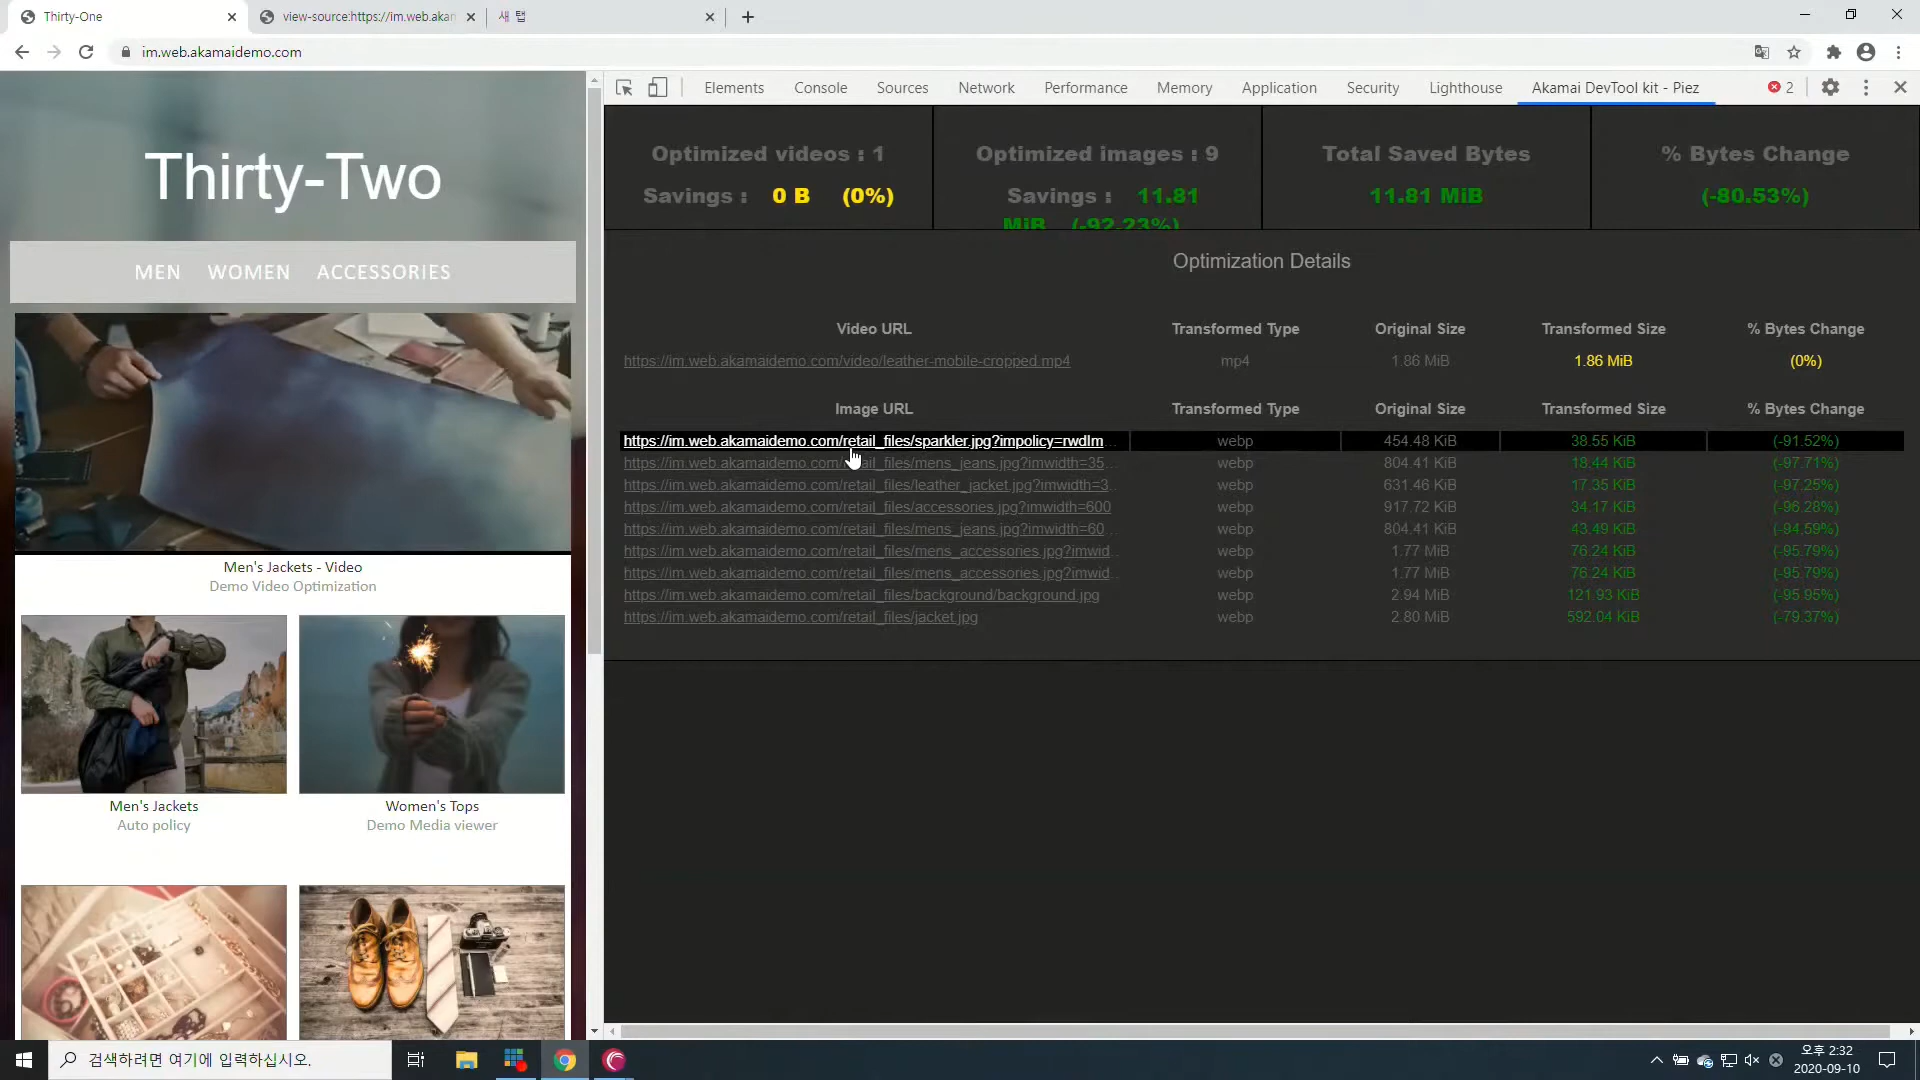 Thirty-One
view-source:https://im.web.akan
새 탭
im.web.akamaidemo.com
Thirty-Two
MEN WOMEN ACCESSORIES
Men's Jackets - Video
Demo Video Optimization
Men's Jackets
Auto policy
Women's Tops
Demo Media viewer
Elements Console Sources Network Performance Memory Application Security Lighthouse Akamai DevTool kit - Piez 2
Optimized videos : 1
Savings : 0 B (0%)
Optimized images : 9
Savings : 11.81
MiB (-92.23%)
Total Saved Bytes
11.81 MiB
% Bytes Change
(-80.53%)
Optimization Details
Video URL Transformed Type Original Size Transformed Size % Bytes Change
https://im.web.akamaidemo.com/video/leather-mobile-cropped.mp4 mp4 1.86 MiB 1.86 MiB (0%)
Image URL Transformed Type Original Size Transformed Size % Bytes Change
https://im.web.akamaidemo.com/retail_files/sparkler.jpg?impolicy=rwdIm... webp 454.48 KiB 38.55 KiB (-91.52%)
https://im.web.akamaidemo.com/retail_files/mens_jeans.jpg?imwidth=35... webp 804.41 KiB 18.44 KiB (-97.71%)
https://im.web.akamaidemo.com/retail_files/leather_jacket.jpg?imwidth=3... webp 631.46 KiB 17.35 KiB (-97.25%)
https://im.web.akamaidemo.com/retail_files/accessories.jpg?imwidth=600 webp 917.72 KiB 34.17 KiB (-96.28%)
https://im.web.akamaidemo.com/retail_files/mens_jeans.jpg?imwidth=60... webp 804.41 KiB 43.49 KiB (-94.59%)
https://im.web.akamaidemo.com/retail_files/mens_accessories.jpg?imwid... webp 1.77 MiB 76.24 KiB (-95.79%)
https://im.web.akamaidemo.com/retail_files/mens_accessories.jpg?imwid... webp 1.77 MiB 76.24 KiB (-95.79%)
https://im.web.akamaidemo.com/retail_files/background/background.jpg webp 2.94 MiB 121.93 KiB (-95.95%)
https://im.web.akamaidemo.com/retail_files/jacket.jpg webp 2.80 MiB 592.04 KiB (-79.37%)
검색하려면 여기에 입력하십시오.
오후 2:32
2020-09-10